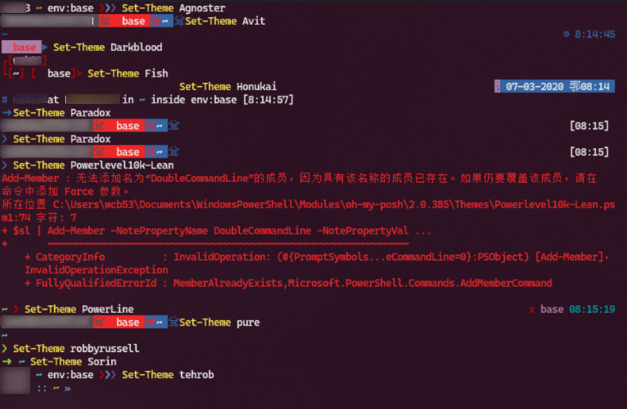 3 ~ env:base ❯❯❯ Set-Theme Agnoster
base ~ Set-Theme Avit
~ 8:14:45
base Set-Theme Darkblood
[~] [ base]> Set-Theme Fish
Set-Theme Honukai 07-03-2020 鄂08:14
# at in ~ inside env:base [8:14:57]
➜ Set-Theme Paradox
base ~ [08:15]
❯ Set-Theme Paradox
base ~ [08:15]
❯ Set-Theme Powerlevel10k-Lean
Add-Member : 无法添加名为“DoubleCommandLine”的成员，因为具有该名称的成员已存在。如果仍要覆盖该成员，请在
命令中添加 Force 参数。
所在位置 C:\Users\wcb53\Documents\WindowsPowerShell\Modules\oh-my-posh\2.0.385\Themes\Powerlevel10k-Lean.ps
m1:74 字符: 7
+ $sl | Add-Member -NotePropertyName DoubleCommandLine -NotePropertyVal ...
+ ~~~~~~~~~~~~~~~~~~~~~~~~~~~~~~~~~~~~~~~~~~~~~~~~~~~~~~~~~~~~~~~
+ CategoryInfo : InvalidOperation: (@{PromptSymbols...eCommandLine=0}:PSObject) [Add-Member]，
InvalidOperationException
+ FullyQualifiedErrorId : MemberAlreadyExists,Microsoft.PowerShell.Commands.AddMemberCommand
~ ❯ Set-Theme PowerLine x base 08:15:19
base ~ Set-Theme pure
~
❯ Set-Theme robbyrussell
➜ ~ Set-Theme Sorin
~ env:base ❯❯❯ Set-Theme tehrob
:: ~ »